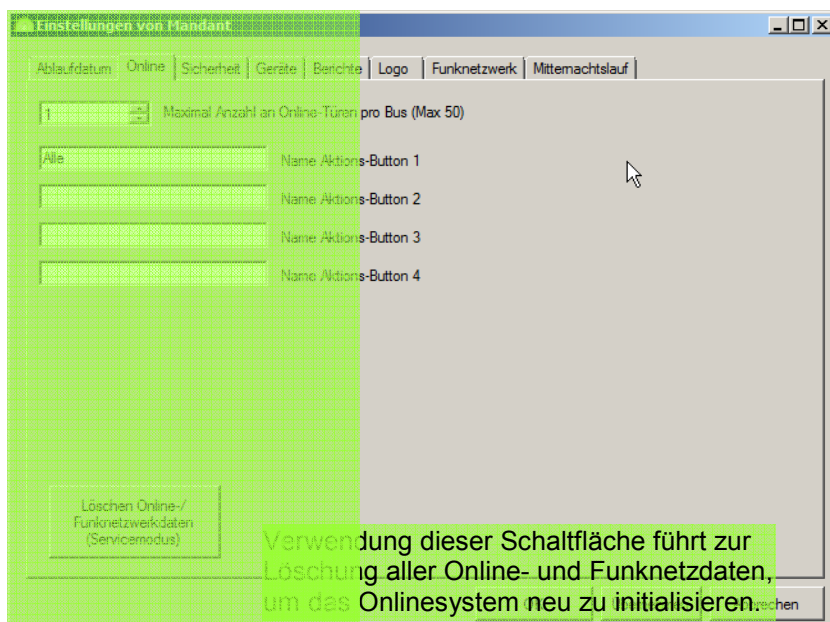 Einstellungen von Mandant
Ablaufdatum Online Sicherheit Geräte Berichte Logo Funknetzwerk Mitternachtslauf
1 Maximal Anzahl an Online-Türen pro Bus (Max 50)
Alle Name Aktions-Button 1
Name Aktions-Button 2
Name Aktions-Button 3
Name Aktions-Button 4
Löschen Online-/
Funknetzwerkdaten
(Servicemodus)
Verwendung dieser Schaltfläche führt zur
Löschung aller Online- und Funknetzdaten,
um das Onlinesystem neu zu initialisieren.